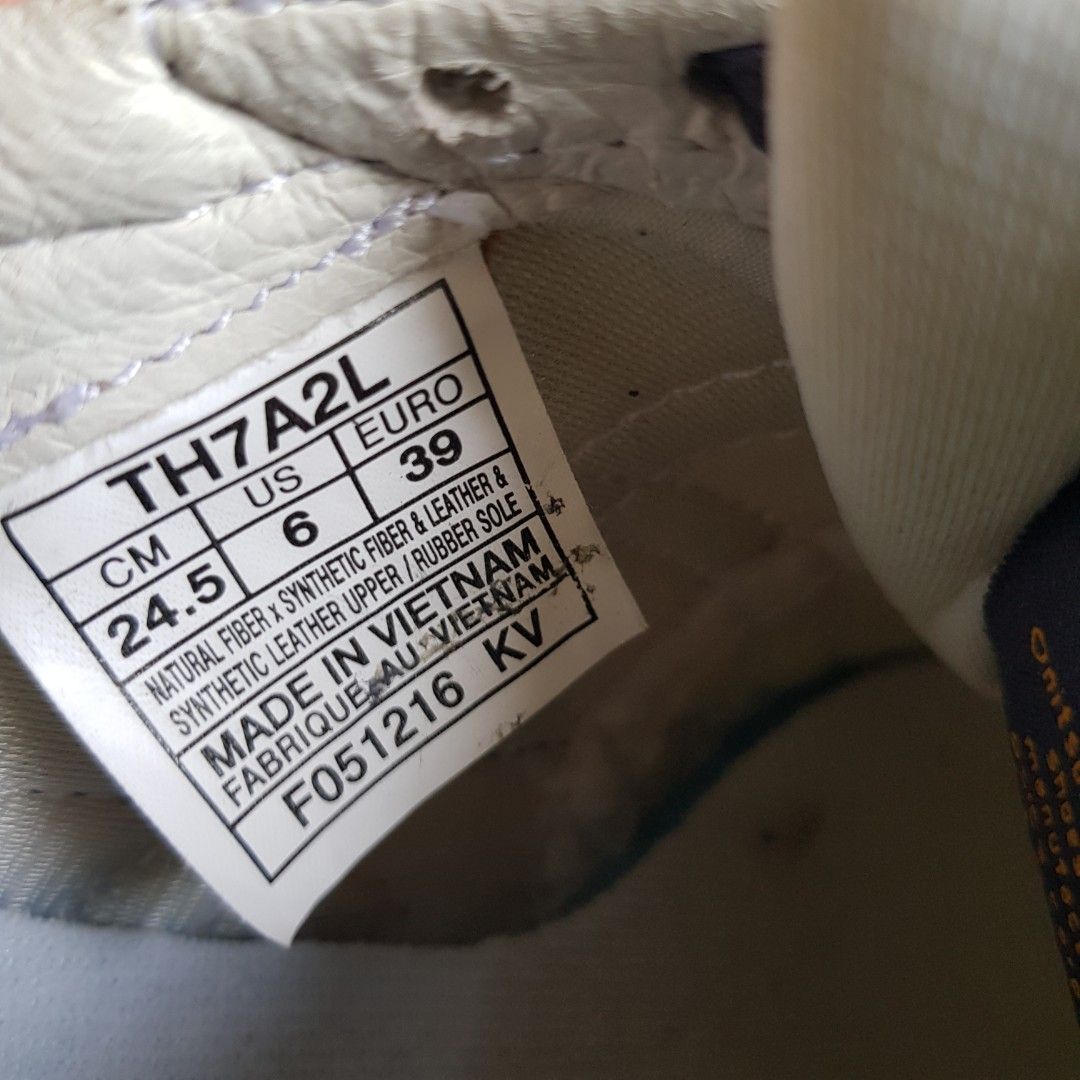 TH7A2L
CM US EURO
24.5 6 39
NATURAL FIBER x SYNTHETIC FIBER & LEATHER &
SYNTHETIC LEATHER UPPER / RUBBER SOLE
MADE IN VIETNAM
FABRIQUE AU VIETNAM
F051216 KV